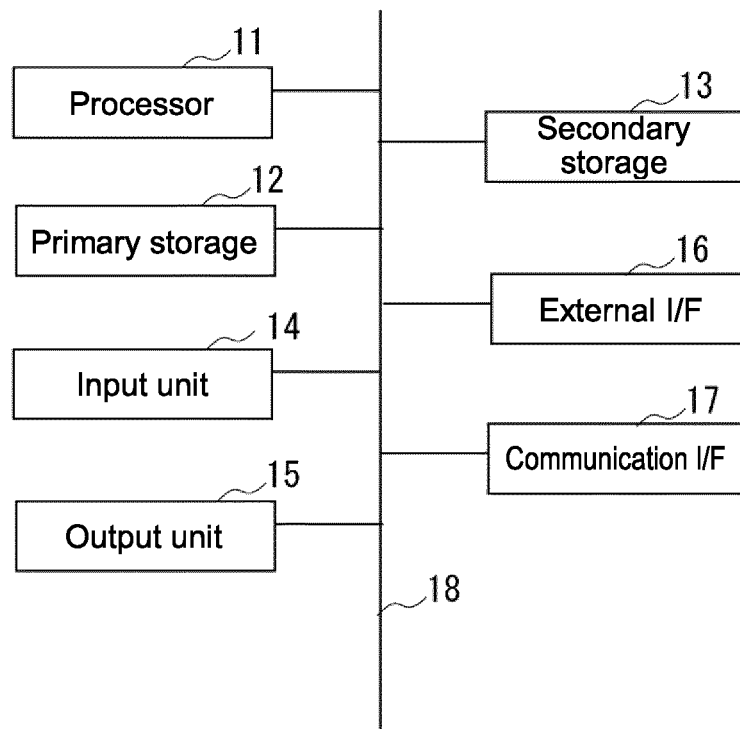 11
Processor
13
Secondary
storage
12
Primary storage
16
External I/F
14
Input unit
17
Communication I/F
15
Output unit
18